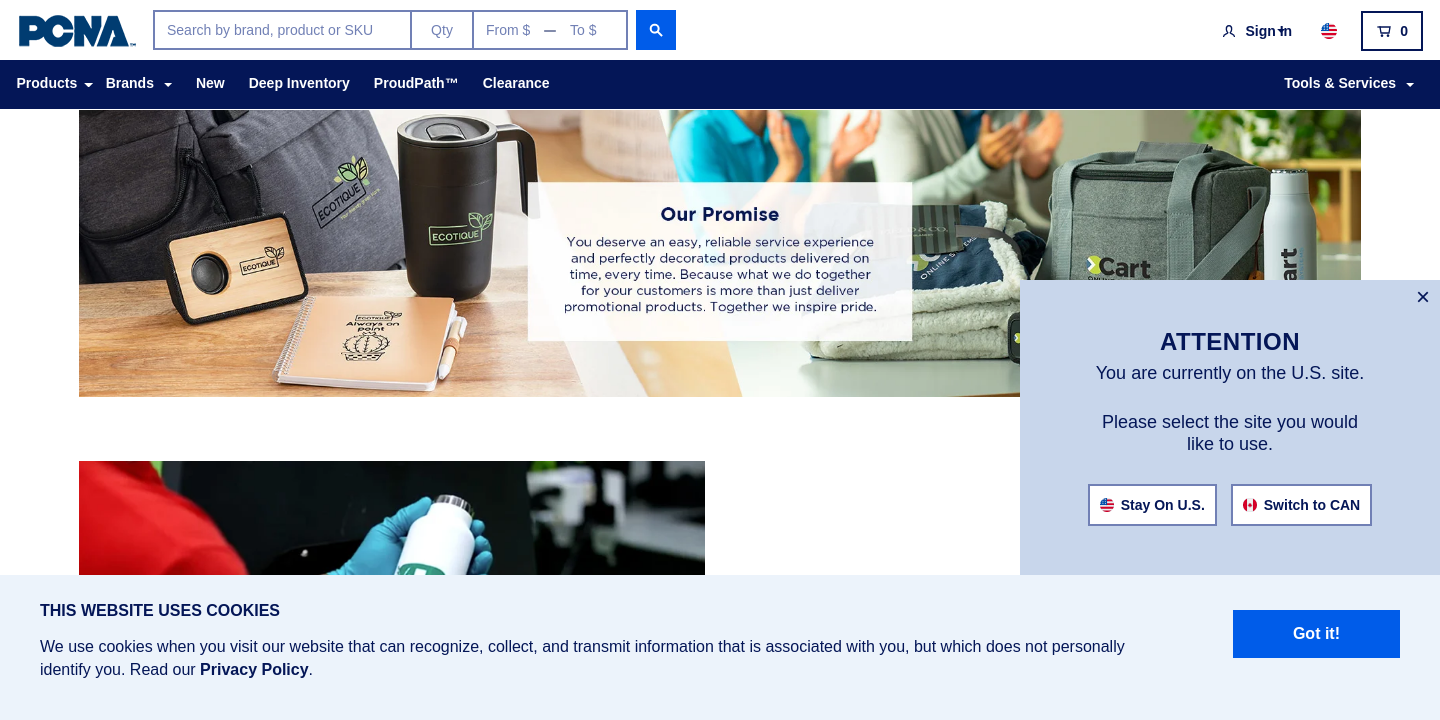 PCNA™
Search by brand, product or SKU
Qty
From $ — To $
Sign In
0
Products
Brands
New
Deep Inventory
ProudPath™
Clearance
Tools & Services
ECOTIQUE
ECOTIQUE
ECOTIQUE
ECOTIQUE
Always on
point
Our Promise
You deserve an easy, reliable service experience
and perfectly decorated products delivered on
time, every time. Because what we do together
for your customers is more than just deliver
promotional products. Together we inspire pride.
Cart
ATTENTION
You are currently on the U.S. site.
Please select the site you would
like to use.
Stay On U.S.
Switch to CAN
THIS WEBSITE USES COOKIES
We use cookies when you visit our website that can recognize, collect, and transmit information that is associated with you, but which does not personally
identify you. Read our Privacy Policy.
Got it!